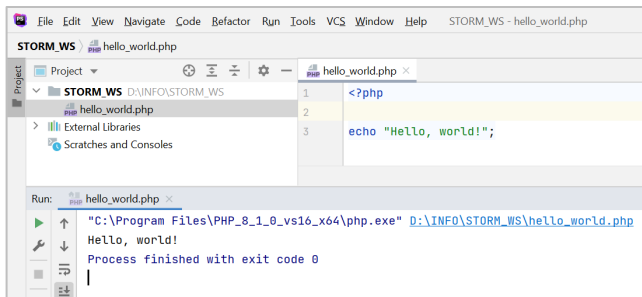 PS File Edit View Navigate Code Refactor Run Tools VCS Window Help STORM_WS - hello_world.php
STORM_WS hello_world.php
Project
Project
hello_world.php
STORM_WS D:\INFO\STORM_WS
hello_world.php
External Libraries
Scratches and Consoles
1 <?php
2
3 echo "Hello, world!";
Run: hello_world.php
"C:\Program Files\PHP_8_1_0_vs16_x64\php.exe" D:\INFO\STORM_WS\hello_world.php
Hello, world!
Process finished with exit code 0